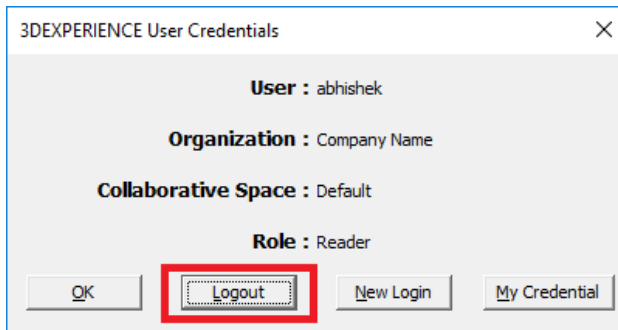 3DEXPERIENCE User Credentials
User : abhishek
Organization : Company Name
Collaborative Space : Default
Role : Reader
OK Logout New Login My Credential